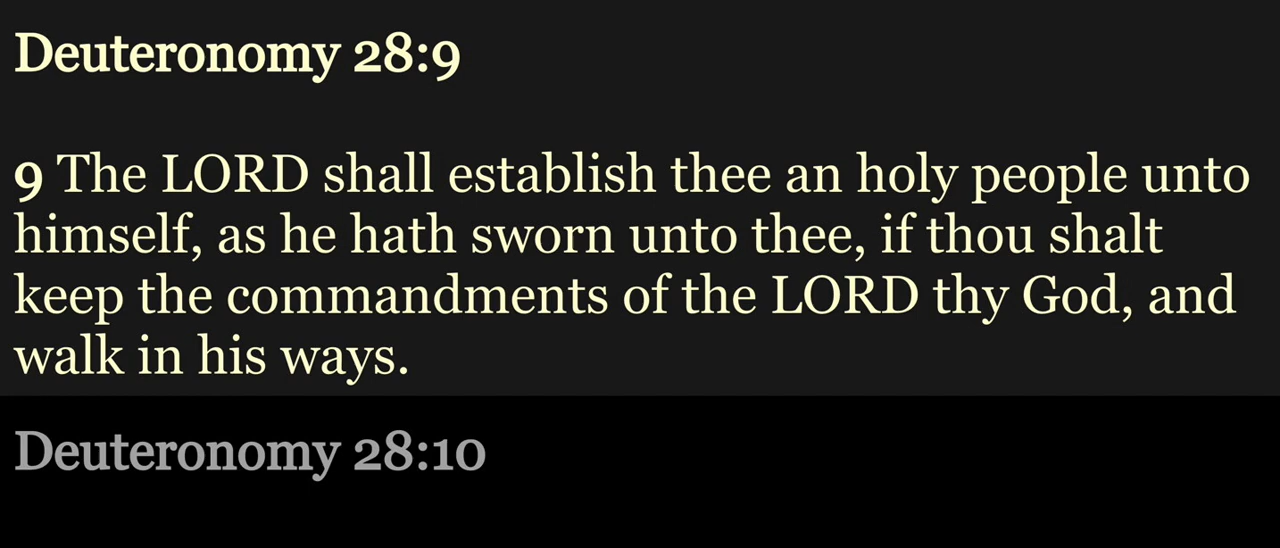 Deuteronomy 28:9
9 The LORD shall establish thee an holy people unto
himself, as he hath sworn unto thee, if thou shalt
keep the commandments of the LORD thy God, and
walk in his ways.
Deuteronomy 28:10